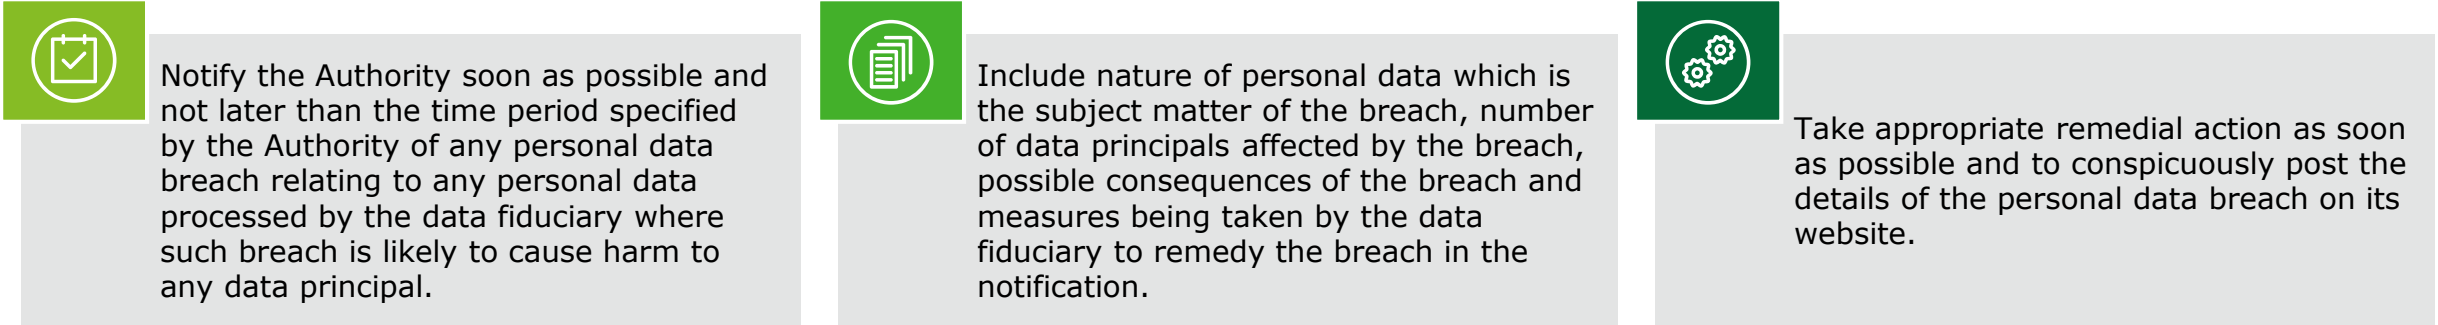 Notify the Authority soon as possible and
not later than the time period specified
by the Authority of any personal data
breach relating to any personal data
processed by the data fiduciary where
such breach is likely to cause harm to
any data principal.
Include nature of personal data which is
the subject matter of the breach, number
of data principals affected by the breach,
possible consequences of the breach and
measures being taken by the data
fiduciary to remedy the breach in the
notification.
Take appropriate remedial action as soon
as possible and to conspicuously post the
details of the personal data breach on its
website.